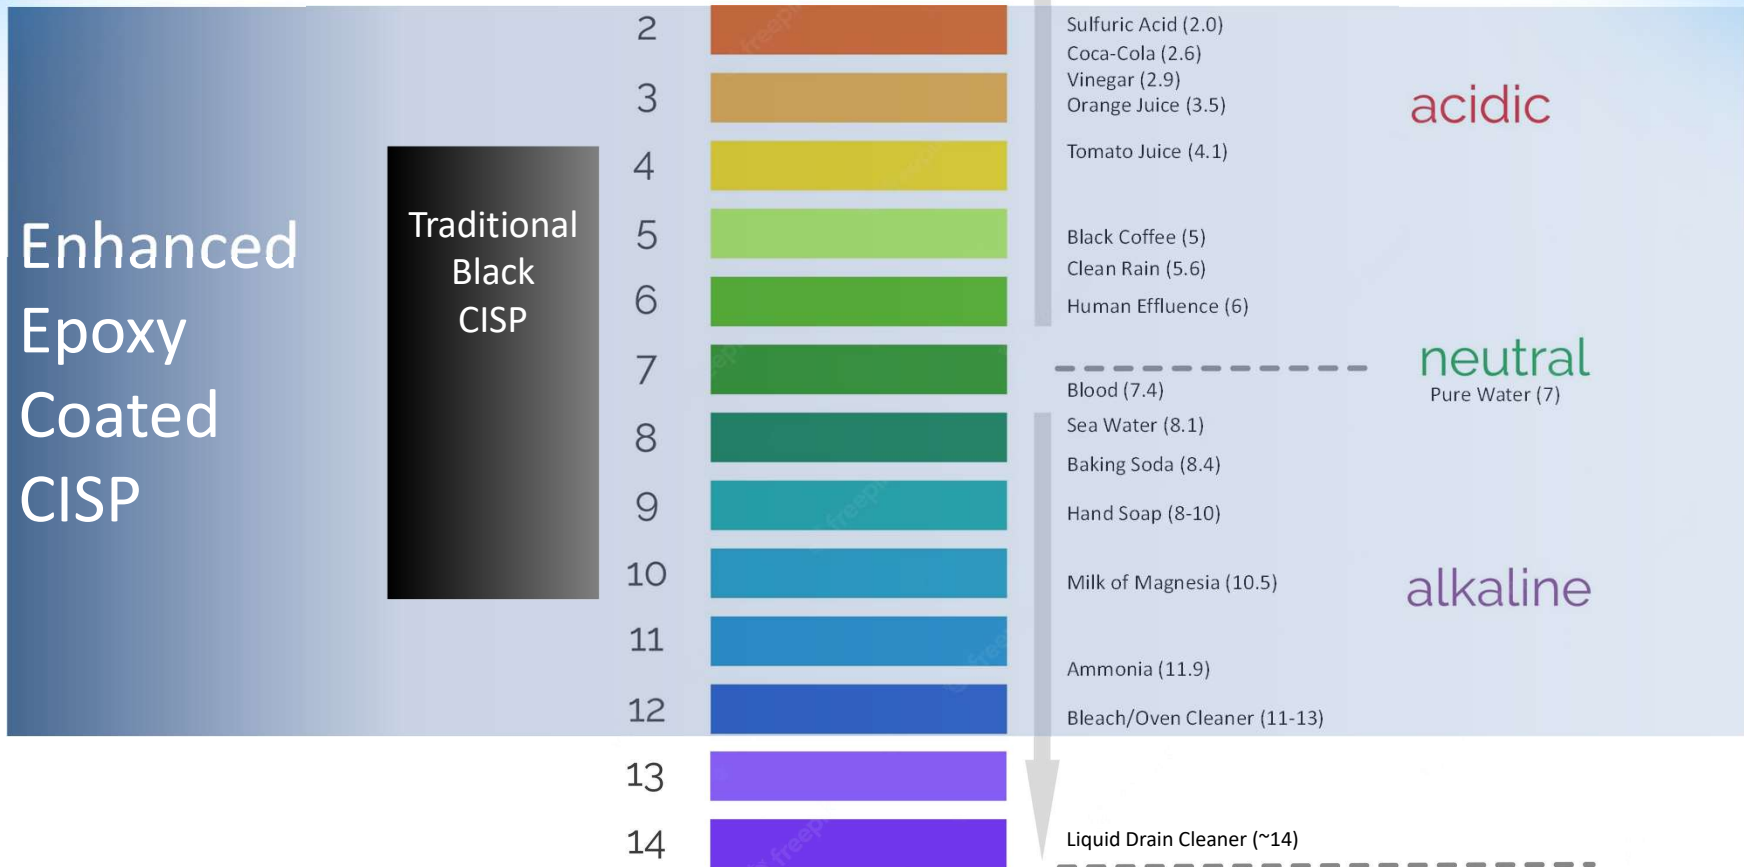 Enhanced
Epoxy
Coated
CISP
Traditional
Black
CISP
2
3
4
5
6
7
8
9
10
11
12
13
14
Sulfuric Acid (2.0)
Coca-Cola (2.6)
Vinegar (2.9)
Orange Juice (3.5)
Tomato Juice (4.1)
Black Coffee (5)
Clean Rain (5.6)
Human Effluence (6)
Blood (7.4)
Sea Water (8.1)
Baking Soda (8.4)
Hand Soap (8-10)
Milk of Magnesia (10.5)
Ammonia (11.9)
Bleach/Oven Cleaner (11-13)
Liquid Drain Cleaner (~14)
acidic
neutral
Pure Water (7)
alkaline